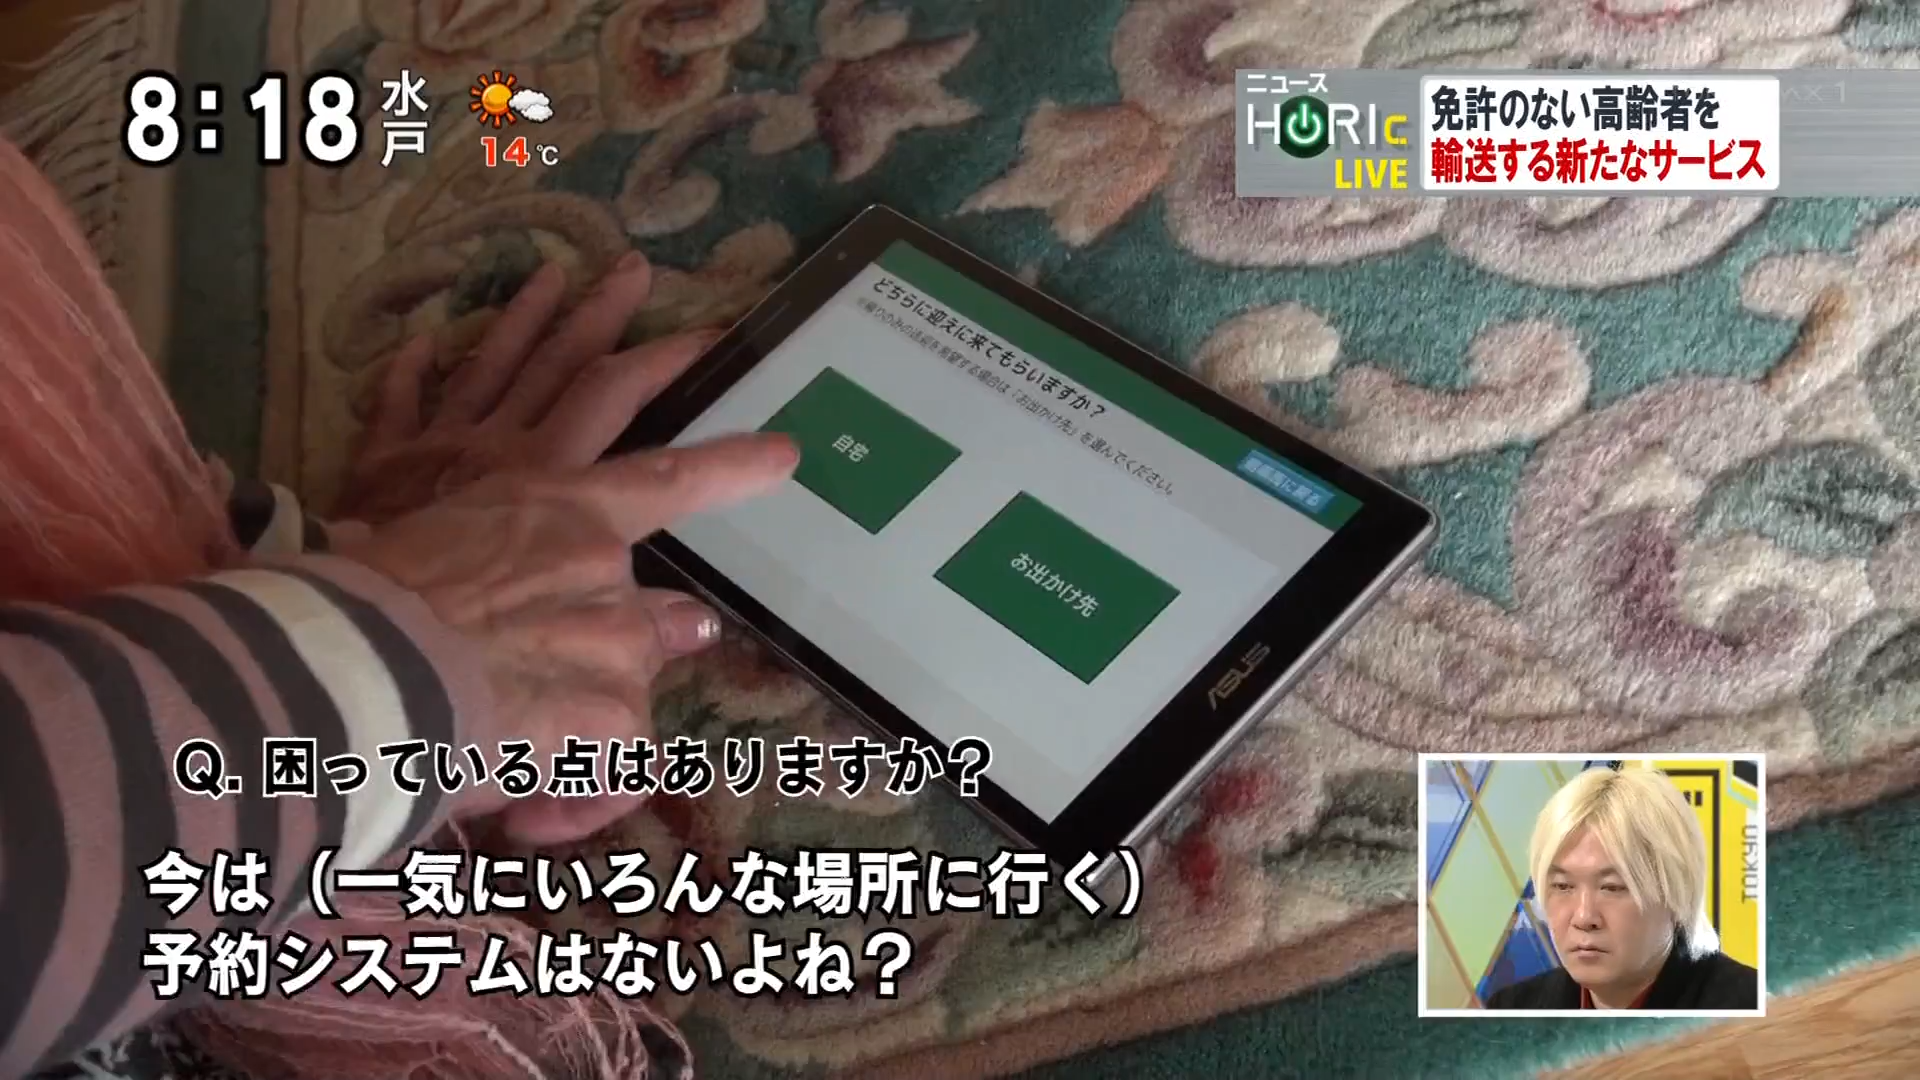 8:18
水戸
14℃
ニュース
HORIc
LIVE
免許のない高齢者を
輸送する新たなサービス
どちらに迎えに来てもらいますか？
自宅
お出かけ先
ASUS
Q. 困っている点はありますか？
今は（一気にいろんな場所に行く）
予約システムはないよね？
TOKYO